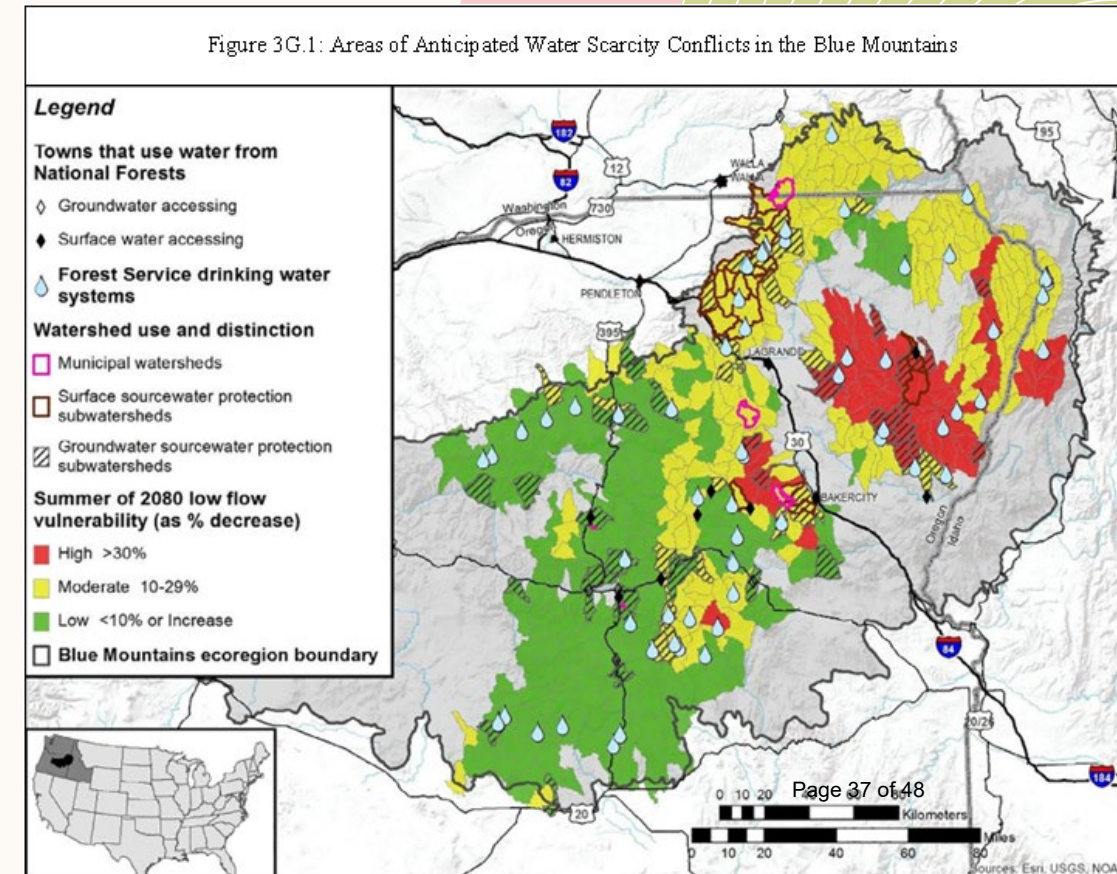 Figure 3G.1: Areas of Anticipated Water Scarcity Conflicts in the Blue Mountains
Legend
Towns that use water from
National Forests
Groundwater accessing
Surface water accessing
Forest Service drinking water
systems
Watershed use and distinction
Municipal watersheds
Surface sourcewater protection
subwatersheds
Groundwater sourcewater protection
subwatersheds
Summer of 2080 low flow
vulnerability (as % decrease)
High >30%
Moderate 10-29%
Low <10% or Increase
Blue Mountains ecoregion boundary
182
95
12
WALLA
WALLA
82
Washington
730
Oregon
HERMISTON
PENDLETON
395
LAGRANDE
30
BAKERCITY
Oregon
Idaho
84
20/26
184
20
Page 37 of 48
0 10 20
Kilometers
Miles
0 10 20 40 60 80
Sources: Esri, USGS, NOA